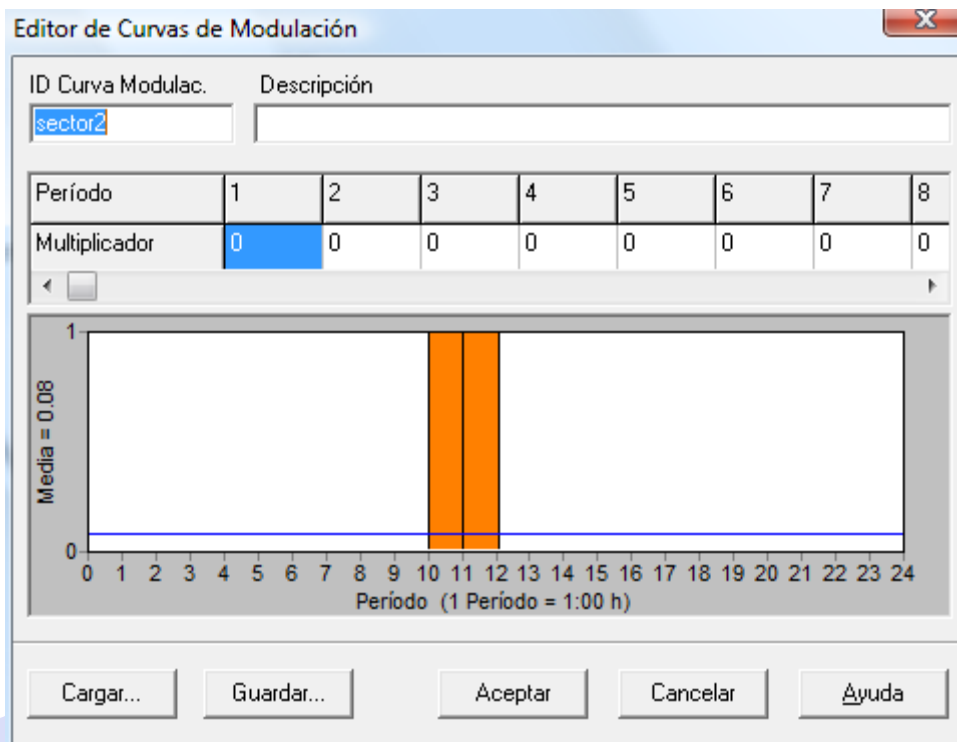 Editor de Curvas de Modulación
ID Curva Modulac. Descripción
sector2
Período 1 2 3 4 5 6 7 8
Multiplicador 0 0 0 0 0 0 0 0
1
Media = 0.08
0
0 1 2 3 4 5 6 7 8 9 10 11 12 13 14 15 16 17 18 19 20 21 22 23 24
Período (1 Período = 1:00 h)
Cargar... Guardar... Aceptar Cancelar Ayuda